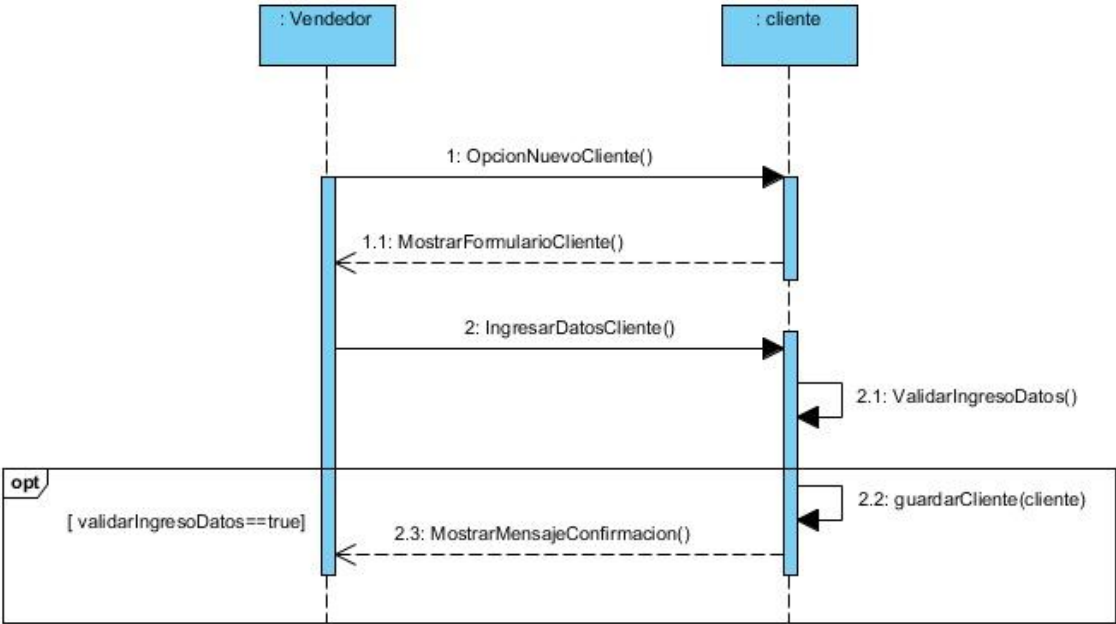 : Vendedor
: cliente
1: OpcionNuevoCliente()
1.1: MostrarFormularioCliente()
2: IngresarDatosCliente()
2.1: ValidarIngresoDatos()
opt
2.2: guardarCliente(cliente)
[ validarIngresoDatos==true]
2.3: MostrarMensajeConfirmacion()